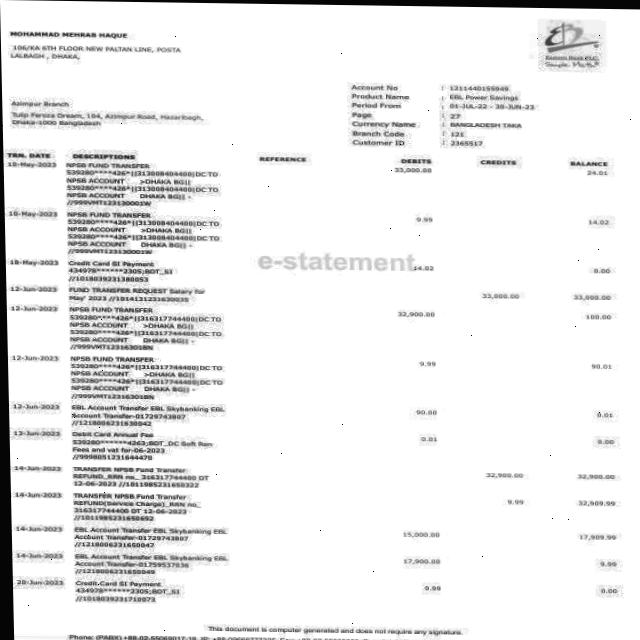 MOHAMMAD MEHRAB HAQUE
106/KA 6TH FLOOR NEW PALTAN LINE, POSTA
LALBAGH , DHAKA,
Eastern Bank PLC.
Simple Math
Account No : 1211440155949
Product Name : EBL Power Savings
Period From : 01-JUL-22 - 30-JUN-23
Page : 27
Currency Name : BANGLADESH TAKA
Branch Code : 121
Customer ID : 2365517
Azimpur Branch
Tulip Feroza Dream, 104, Azimpur Road, Hazaribagh,
Dhaka-1000 Bangladesh
TRN. DATE DESCRIPTIONS REFERENCE DEBITS CREDITS BALANCE
10-May-2023 NPSB FUND TRANSFER 33,000.00 24.01
539280****426*||313008404400|DC TO
NPSB ACCOUNT >DHAKA BG||
539280****426*||313008404400|DC TO
NPSB ACCOUNT DHAKA BG|| -
//999VMT123130001W
10-May-2023 NPSB FUND TRANSFER 9.99 14.02
539280****426*||313008404400|DC TO
NPSB ACCOUNT >DHAKA BG||
539280****426*||313008404400|DC TO
NPSB ACCOUNT DHAKA BG|| -
//999VMT123130001W
e-statement
18-May-2023 Credit Card SI Payment 14.02 0.00
434978******2305;BOT_SI
//1018039231380053
12-Jun-2023 FUND TRANSFER REQUEST Salary for 33,000.00 33,000.00
May' 2023 //1014131231630035
12-Jun-2023 NPSB FUND TRANSFER 32,900.00 100.00
539280****426*||316317744400|DC TO
NPSB ACCOUNT >DHAKA BG||
539280****426*||316317744400|DC TO
NPSB ACCOUNT DHAKA BG|| -
//999VMT12316301BN
12-Jun-2023 NPSB FUND TRANSFER 9.99 90.01
539280****426*||316317744400|DC TO
NPSB ACCOUNT >DHAKA BG||
539280****426*||316317744400|DC TO
NPSB ACCOUNT DHAKA BG|| -
//999VMT12316301BN
12-Jun-2023 EBL Account Transfer EBL Skybanking EBL 90.00 0.01
Account Transfer-01729743807
//1218006231630042
13-Jun-2023 Debit Card Annual Fee 0.01 0.00
539280******4263;BOT_DC Soft Ren
Fees and vat for-06-2023
//9998051231644470
14-Jun-2023 TRANSFER NPSB Fund Transfer 32,900.00 32,900.00
REFUND_RRN no_ 316317744400 DT
12-06-2023 //1011985231650322
14-Jun-2023 TRANSFER NPSB Fund Transfer 9.99 32,909.99
REFUND(Service Charge)_RRN no_
316317744400 DT 12-06-2023
//1011985231650692
14-Jun-2023 EBL Account Transfer EBL Skybanking EBL 15,000.00 17,909.99
Account Transfer-01729743807
//1218006231650047
14-Jun-2023 EBL Account Transfer EBL Skybanking EBL 17,900.00 9.99
Account Transfer-01759537036
//1218006231650049
20-Jun-2023 Credit Card SI Payment 9.99 0.00
434978******2305;BOT_SI
//1018039231710073
This document is computer generated and does not require any signature.
Phone: (PABX)